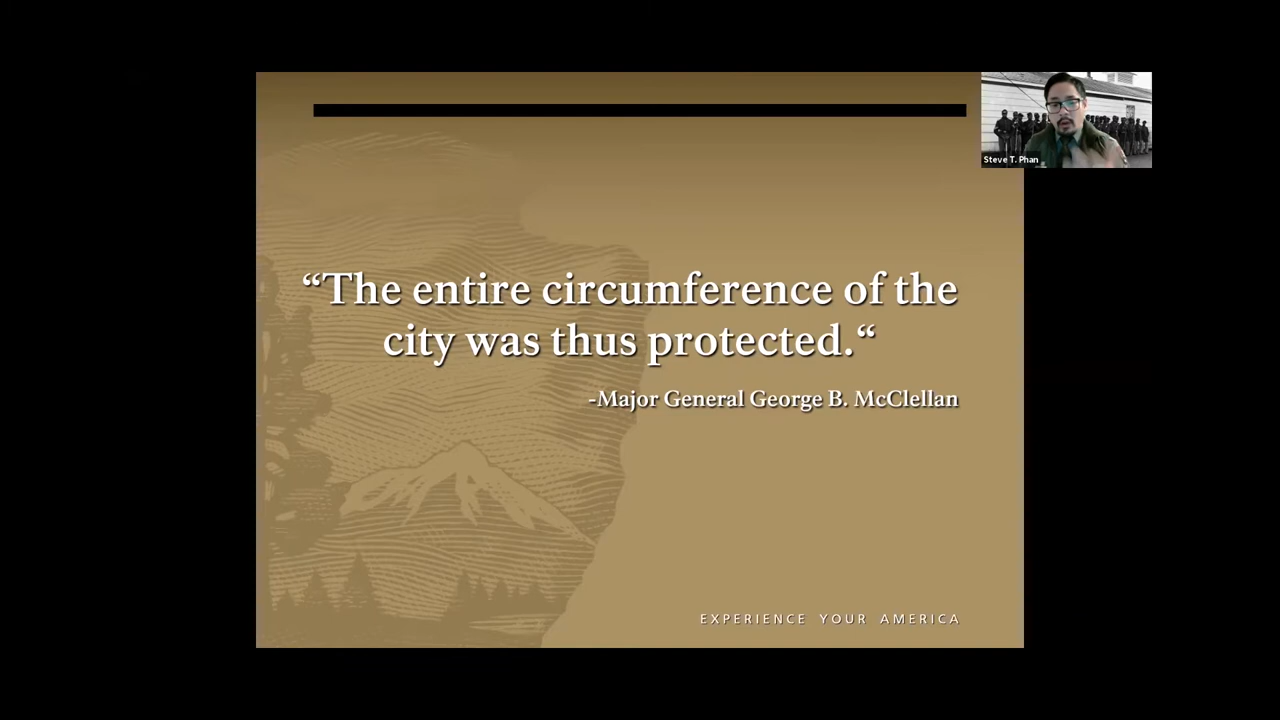 “The entire circumference of the
city was thus protected.“
-Major General George B. McClellan
EXPERIENCE YOUR AMERICA
Steve T. Phan